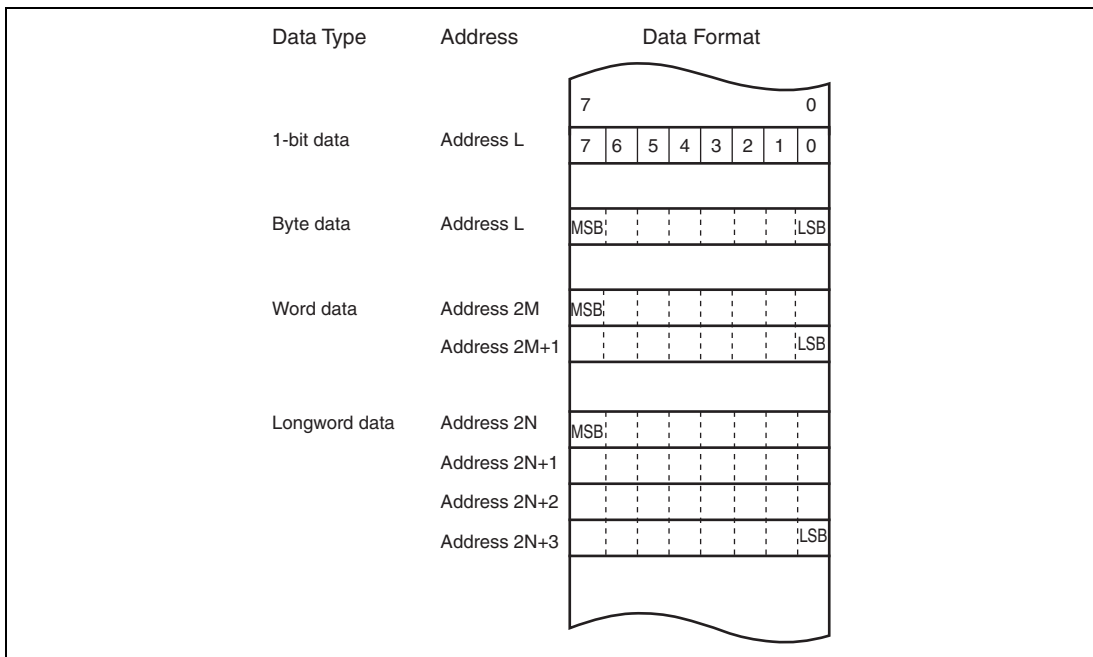 Data Type Address Data Format
7 0
1-bit data Address L 7 6 5 4 3 2 1 0
Byte data Address L MSB LSB
Word data Address 2M MSB
Address 2M+1 LSB
Longword data Address 2N MSB
Address 2N+1
Address 2N+2
Address 2N+3 LSB